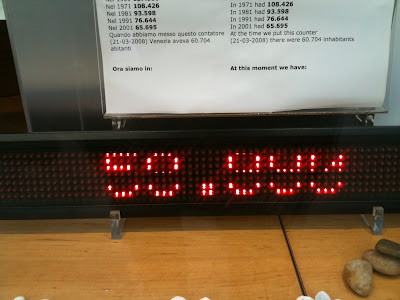 Nel 1971 108.426
Nel 1981 93.598
Nel 1991 76.644
Nel 2001 65.695
Quando abbiamo messo questo contatore
(21-03-2008) Venezia aveva 60.704
abitanti
Ora siamo in:
In 1971 had 108.426
In 1981 had 93.598
In 1991 had 76.644
In 2001 had 65.695
At the time we put this counter
(21-03-2008) there were 60.704 inhabitants
At this moment we have: